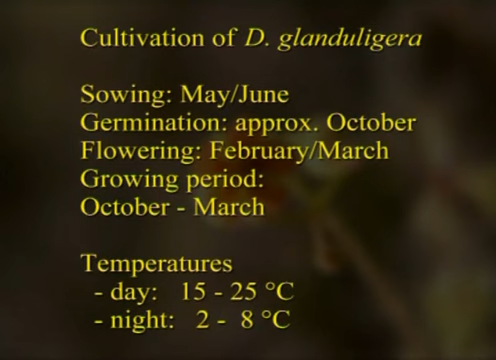 Cultivation of D. glanduligera
Sowing: May/June
Germination: approx. October
Flowering: February/March
Growing period:
October - March
Temperatures
- day: 15 - 25 °C
- night: 2 - 8 °C